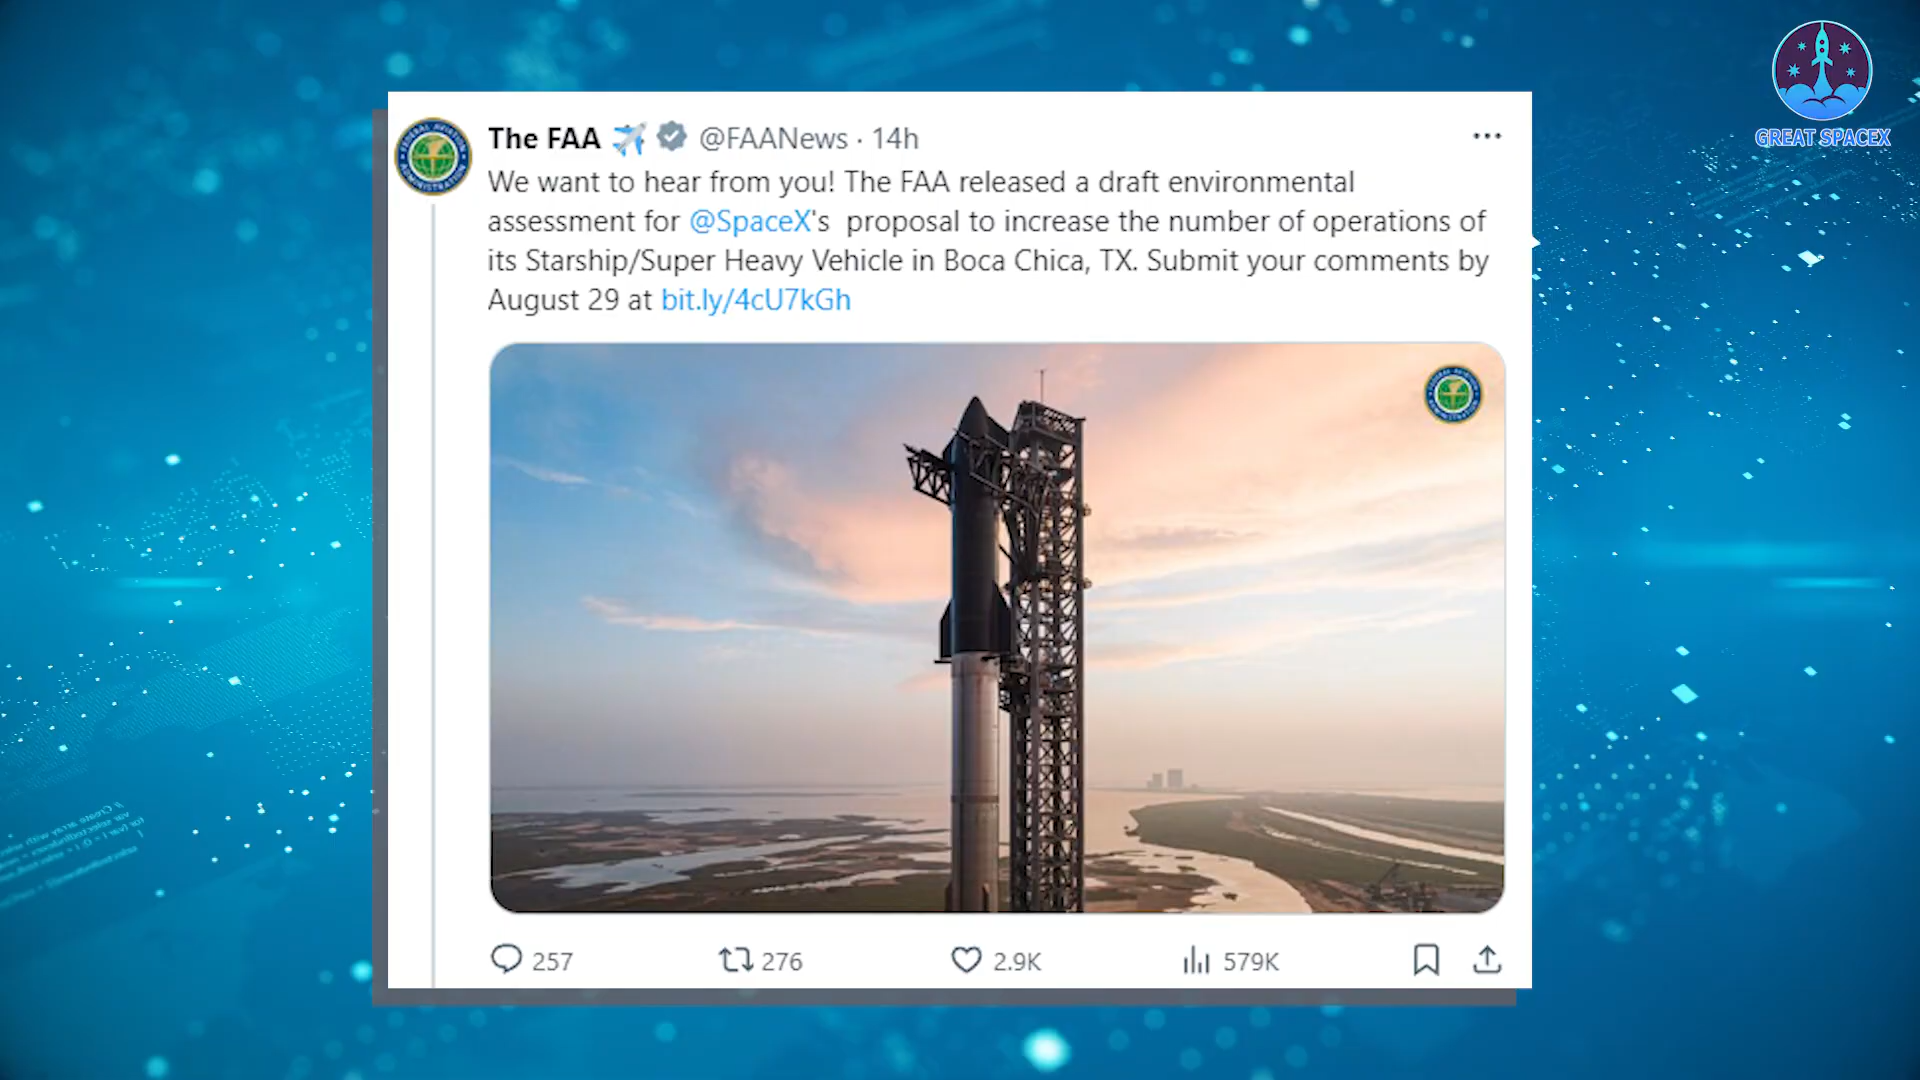 GREAT SPACEX
The FAA @FAANews · 14h
We want to hear from you! The FAA released a draft environmental
assessment for @SpaceX's proposal to increase the number of operations of
its Starship/Super Heavy Vehicle in Boca Chica, TX. Submit your comments by
August 29 at bit.ly/4cU7kGh
257 276 2.9K 579K